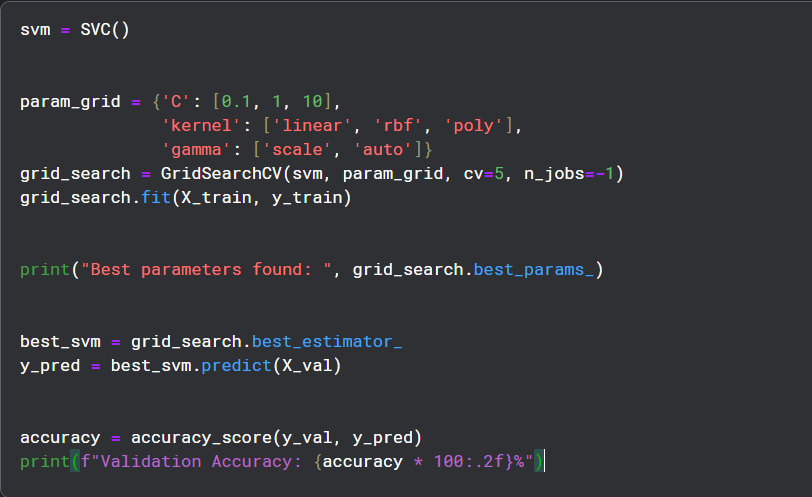 svm = SVC()
param_grid = {'C': [0.1, 1, 10],
'kernel': ['linear', 'rbf', 'poly'],
'gamma': ['scale', 'auto']}
grid_search = GridSearchCV(svm, param_grid, cv=5, n_jobs=-1)
grid_search.fit(X_train, y_train)
print("Best parameters found: ", grid_search.best_params_)
best_svm = grid_search.best_estimator_
y_pred = best_svm.predict(X_val)
accuracy = accuracy_score(y_val, y_pred)
print(f"Validation Accuracy: {accuracy * 100:.2f}%")